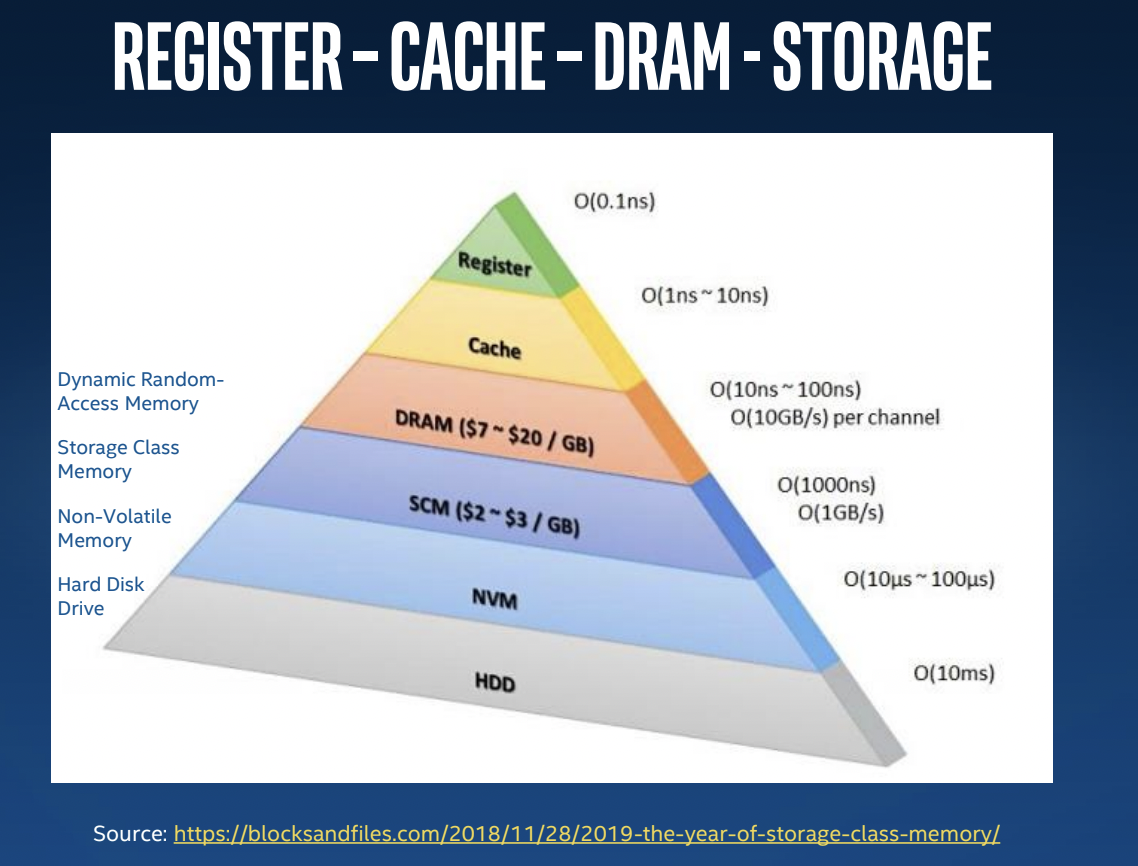 REGISTER – CACHE – DRAM - STORAGE
O(0.1ns)
Register
O(1ns ~ 10ns)
Cache
Dynamic Random-
Access Memory
O(10ns ~ 100ns)
O(10GB/s) per channel
DRAM ($7 ~ $20 / GB)
Storage Class
Memory
O(1000ns)
O(1GB/s)
SCM ($2 ~ $3 / GB)
Non-Volatile
Memory
O(10µs ~ 100µs)
NVM
Hard Disk
Drive
O(10ms)
HDD
Source: https://blocksandfiles.com/2018/11/28/2019-the-year-of-storage-class-memory/